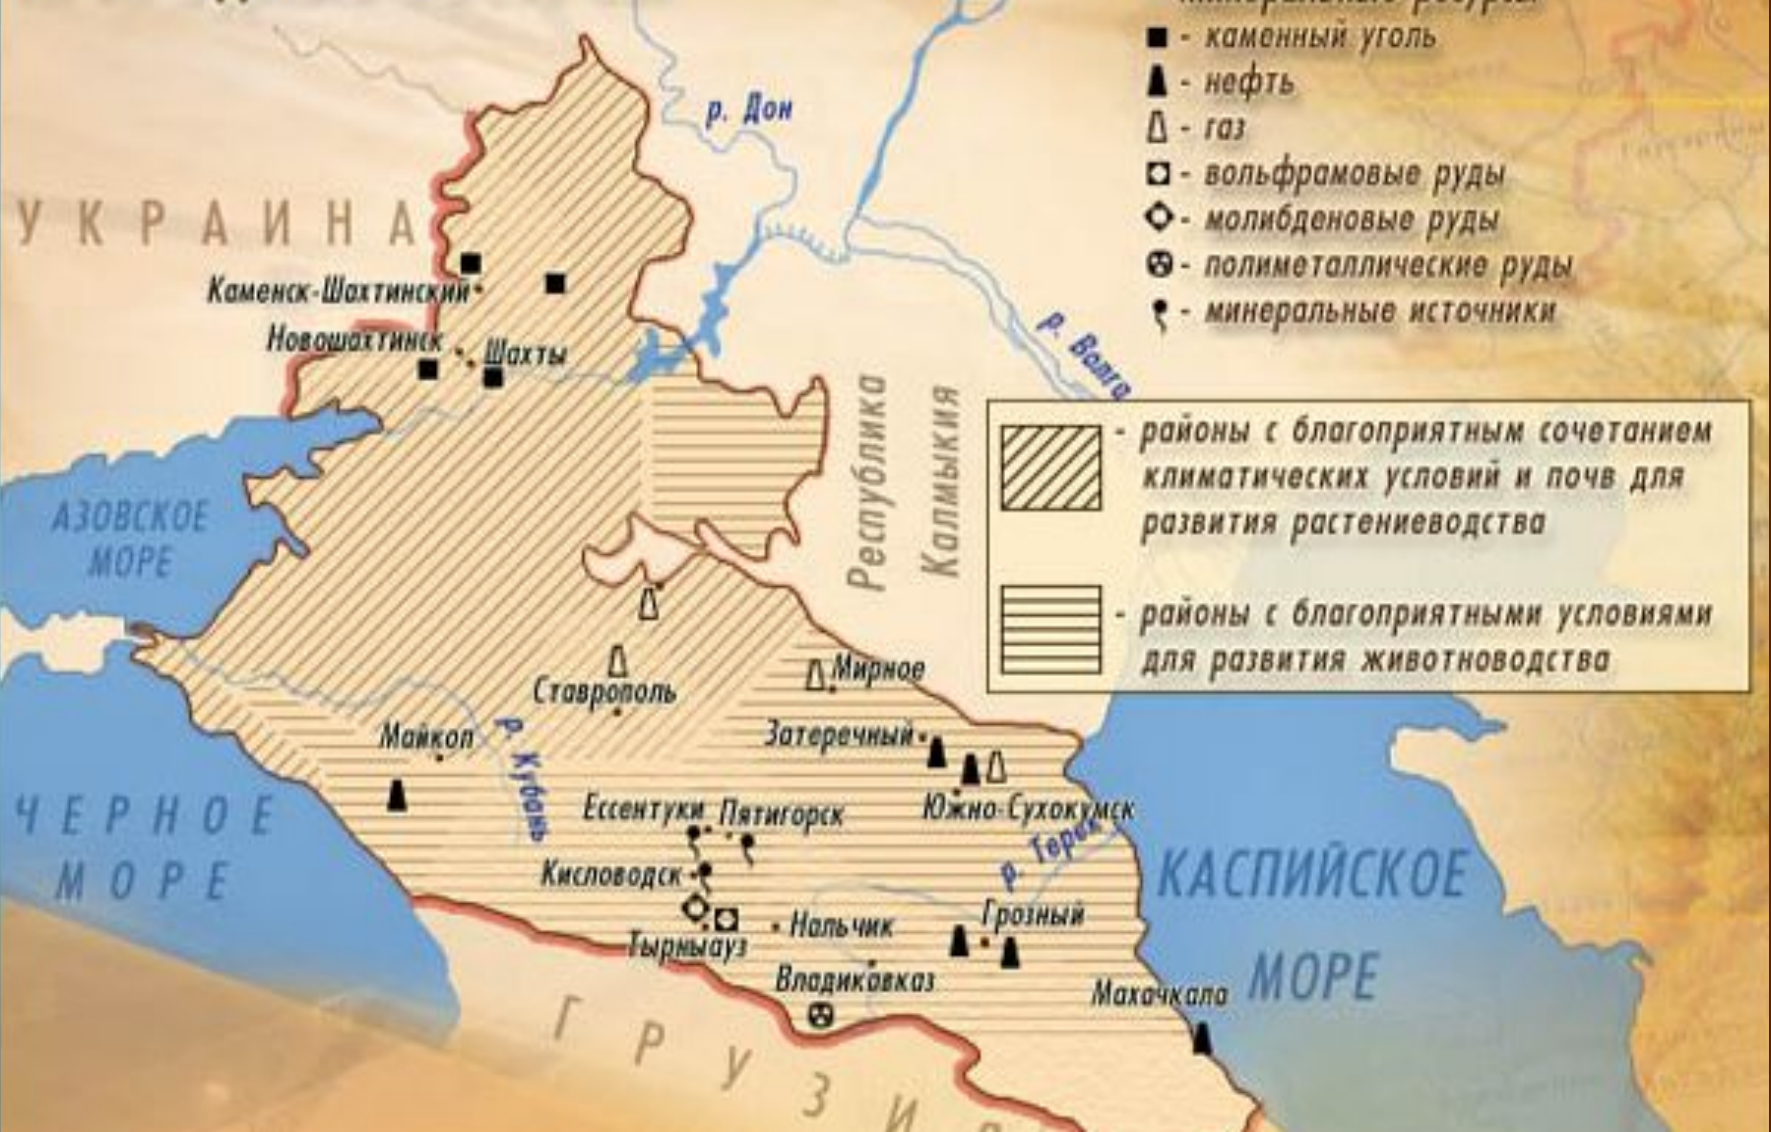 минеральные ресурсы
- каменный уголь
- нефть
- газ
- вольфрамовые руды
- молибденовые руды
- полиметаллические руды
- минеральные источники
- районы с благоприятным сочетанием
климатических условий и почв для
развития растениеводства
- районы с благоприятными условиями
для развития животноводства
р. Дон
УКРАИНА
Каменск-Шахтинский
Новошахтинск
Шахты
р. Волга
Республика
Калмыкия
АЗОВСКОЕ
МОРЕ
Ставрополь
Мирное
Майкоп
р. Кубань
Затеречный
ЧЕРНОЕ
МОРЕ
Ессентуки
Пятигорск
Южно-Сухокумск
р. Терек
Кисловодск
КАСПИЙСКОЕ
МОРЕ
Тырныауз
Нальчик
Грозный
Владикавказ
Махачкала
ГРУЗИ